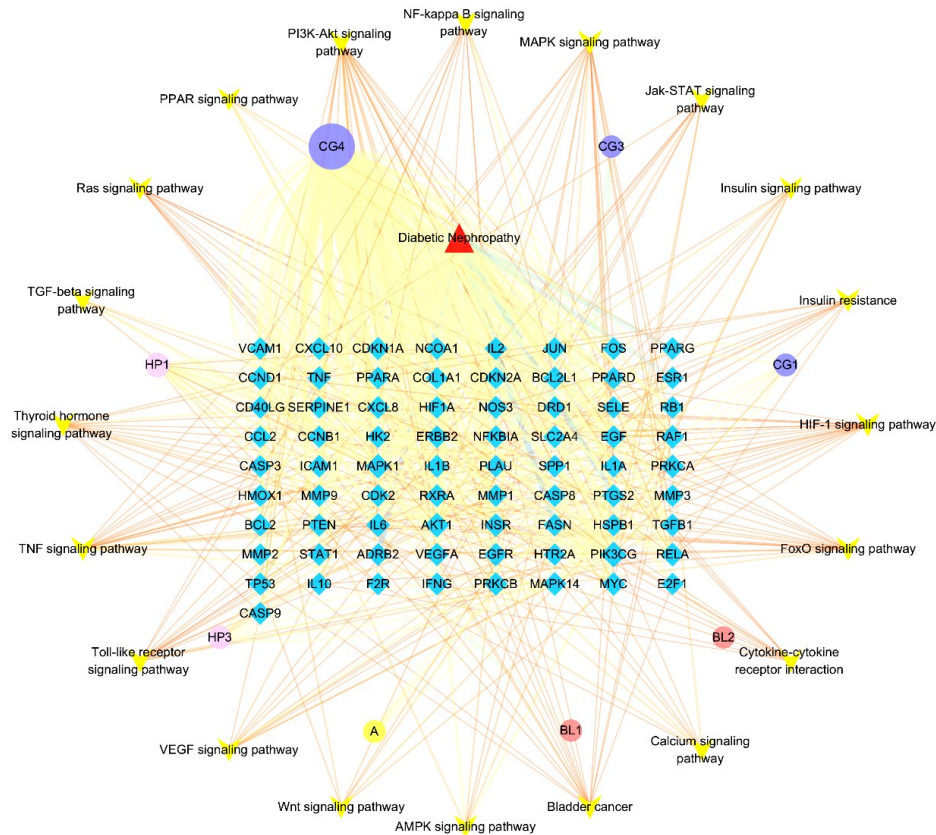 NF-kappa B signaling
pathway
PI3K-Akt signaling
pathway
MAPK signaling pathway
PPAR signaling pathway
Jak-STAT signaling
pathway
CG4
CG3
Ras signaling pathway
Insulin signaling pathway
Diabetic Nephropathy
TGF-beta signaling
pathway
Insulin resistance
VCAM1 CXCL10 CDKN1A NCOA1 IL2 JUN FOS PPARG
HP1
CG1
CCND1 TNF PPARA COL1A1 CDKN2A BCL2L1 PPARD ESR1
CD40LG SERPINE1 CXCL8 HIF1A NOS3 DRD1 SELE RB1
Thyroid hormone
signaling pathway
HIF-1 signaling pathway
CCL2 CCNB1 HK2 ERBB2 NFKBIA SLC2A4 EGF RAF1
CASP3 ICAM1 MAPK1 IL1B PLAU SPP1 IL1A PRKCA
HMOX1 MMP9 CDK2 RXRA MMP1 CASP8 PTGS2 MMP3
BCL2 PTEN IL6 AKT1 INSR FASN HSPB1 TGFB1
TNF signaling pathway
FoxO signaling pathway
MMP2 STAT1 ADRB2 VEGFA EGFR HTR2A PIK3CG RELA
TP53 IL10 F2R IFNG PRKCB MAPK14 MYC E2F1
CASP9
HP3
BL2
Toll-like receptor
signaling pathway
Cytokine-cytokine
receptor interaction
A
BL1
VEGF signaling pathway
Calcium signaling
pathway
Wnt signaling pathway
Bladder cancer
AMPK signaling pathway